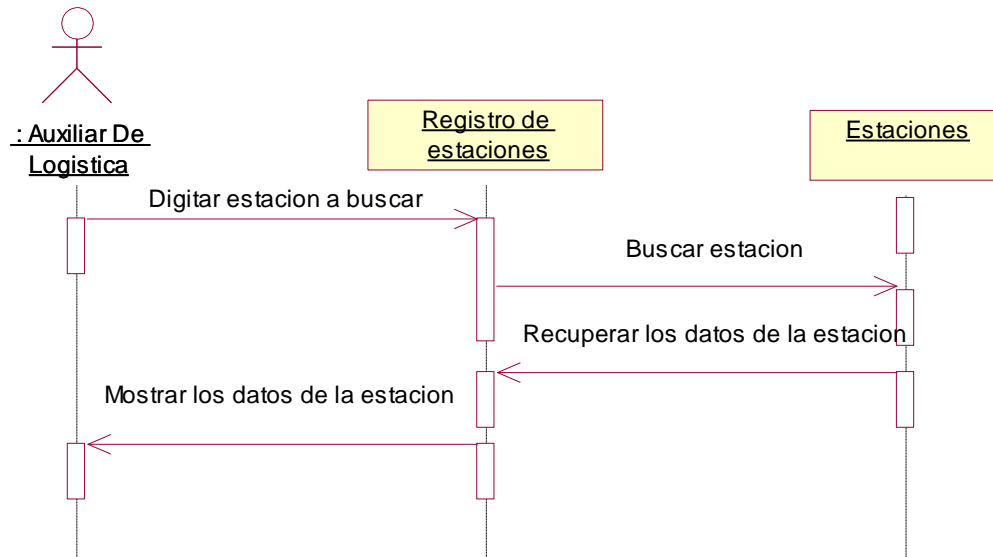 : Auxiliar De
Logistica
Registro de
estaciones
Estaciones
Digitar estacion a buscar
Buscar estacion
Recuperar los datos de la estacion
Mostrar los datos de la estacion